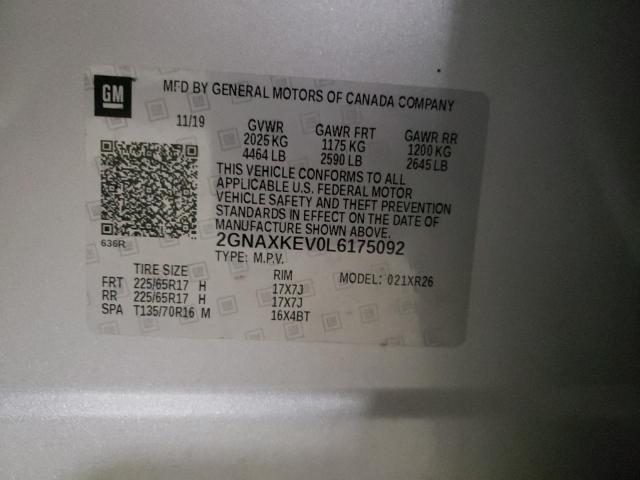 GM
MFD BY GENERAL MOTORS OF CANADA COMPANY
11/19 GVWR GAWR FRT GAWR RR
2025 KG 1175 KG 1200 KG
4464 LB 2590 LB 2645 LB
THIS VEHICLE CONFORMS TO ALL
APPLICABLE U.S. FEDERAL MOTOR
VEHICLE SAFETY AND THEFT PREVENTION
STANDARDS IN EFFECT ON THE DATE OF
MANUFACTURE SHOWN ABOVE.
636R 2GNAXKEV0L6175092
TYPE: M.P.V.
TIRE SIZE RIM MODEL: 021XR26
FRT 225/65R17 H 17X7J
RR 225/65R17 H 17X7J
SPA T135/70R16 M 16X4BT